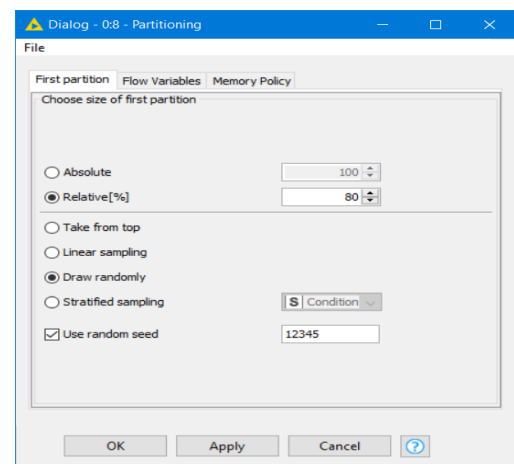 Dialog - 0:8 - Partitioning
File
First partition Flow Variables Memory Policy
Choose size of first partition
Absolute 100
Relative[%] 80
Take from top
Linear sampling
Draw randomly
Stratified sampling S Condition
Use random seed 12345
OK Apply Cancel ?